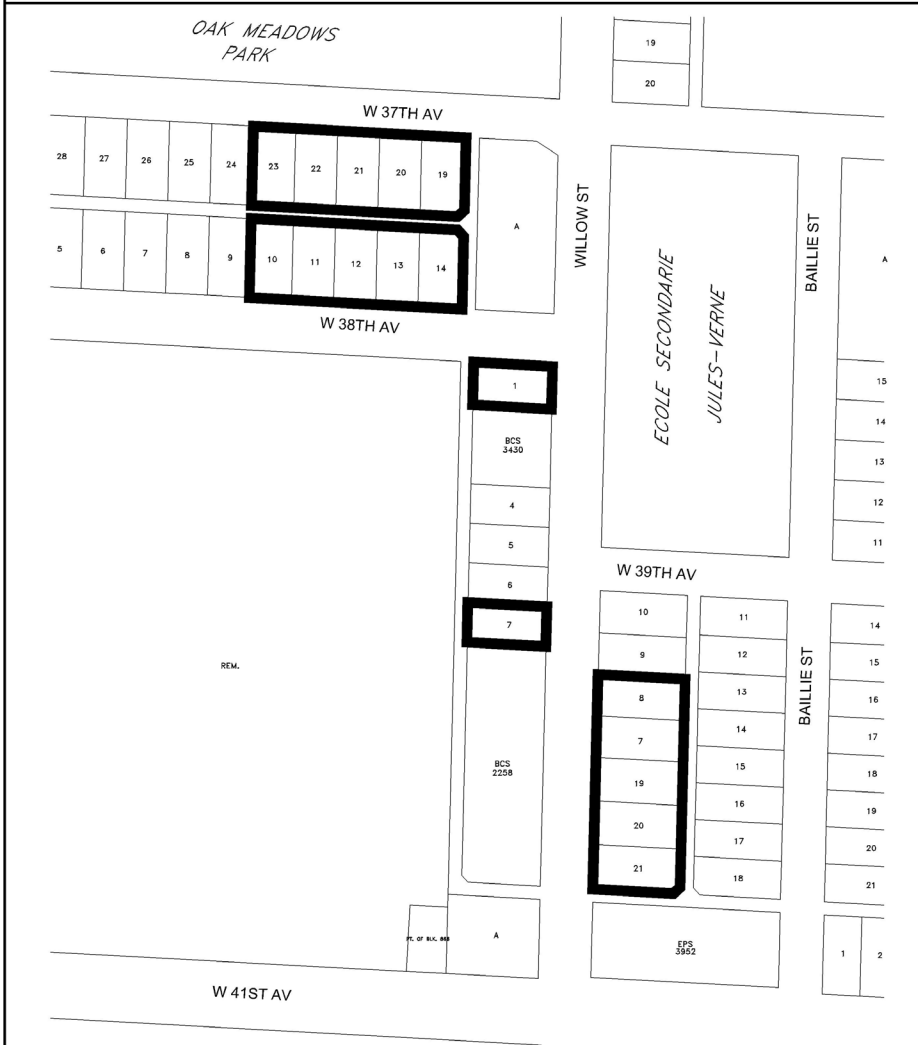 OAK MEADOWS
PARK
19
20
W 37TH AV
28 27 26 25 24 23 22 21 20 19
A
WILLOW ST
ECOLE SECONDARIE
JULES-VERNE
BAILLIE ST
A
5 6 7 8 9 10 11 12 13 14
W 38TH AV
1
BCS
3430
4
5
6
7
BCS
2258
15
14
13
12
11
W 39TH AV
REM.
10
9
8
7
19
20
21
11
12
13
14
15
16
17
18
BAILLIE ST
14
15
16
17
18
19
20
21
PT. OF BLK. 868
A
EPS
3952
1 2
W 41ST AV